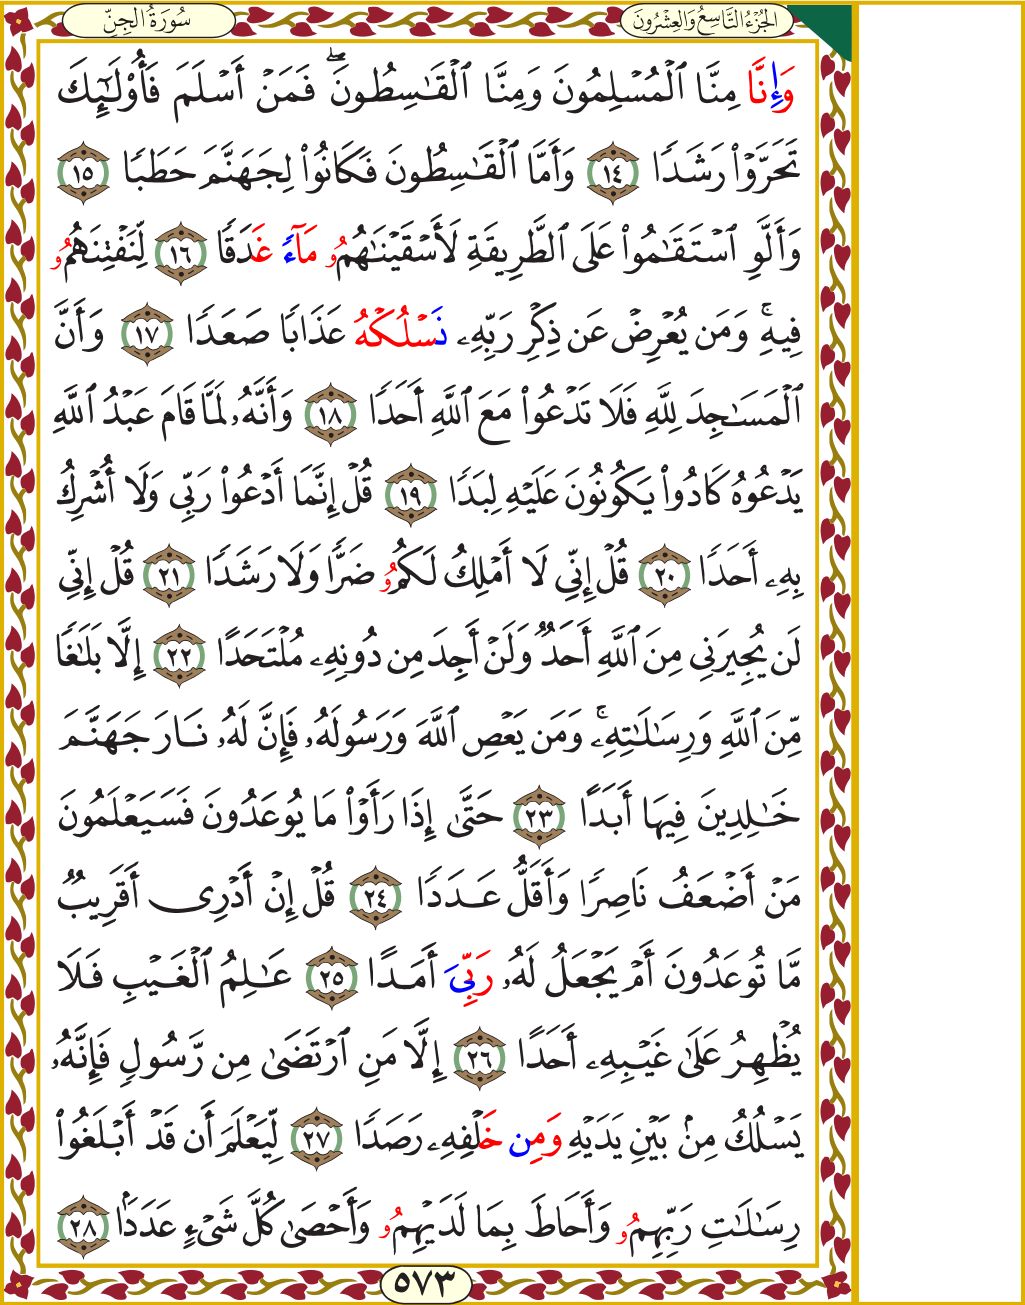 الجُزْءُ التَّاسِعُ وَالعِشْرُونَ
سُورَةُ الجِنِّ
وَإِنَّا مِنَّا ٱلْمُسْلِمُونَ وَمِنَّا ٱلْقَٰسِطُونَۖ فَمَنْ أَسْلَمَ فَأُوْلَٰٓئِكَ
تَحَرَّوْاْ رَشَدٗا ١٤ وَأَمَّا ٱلْقَٰسِطُونَ فَكَانُواْ لِجَهَنَّمَ حَطَبٗا ١٥
وَأَلَّوِ ٱسْتَقَٰمُواْ عَلَى ٱلطَّرِيقَةِ لَأَسْقَيْنَٰهُمُۥ مَآءً غَدَقٗا ١٦ لِّنَفْتِنَهُمُۥ
فِيهِۚ وَمَن يُعْرِضْ عَن ذِكْرِ رَبِّهِۦ نَسْلُكْهُ عَذَابٗا صَعَدٗا ١٧ وَأَنَّ
ٱلْمَسَٰجِدَ لِلَّهِ فَلَا تَدْعُواْ مَعَ ٱللَّهِ أَحَدٗا ١٨ وَأَنَّهُۥ لَمَّا قَامَ عَبْدُ ٱللَّهِ
يَدْعُوهُ كَادُواْ يَكُونُونَ عَلَيْهِ لِبَدٗا ١٩ قُلْ إِنَّمَا أَدْعُواْ رَبِّي وَلَا أُشْرِكُ
بِهِۦ أَحَدٗا ٢٠ قُلْ إِنِّي لَا أَمْلِكُ لَكُمُۥ ضَرّٗا وَلَا رَشَدٗا ٢١ قُلْ إِنِّي
لَن يُجِيرَنِي مِنَ ٱللَّهِ أَحَدٞ وَلَنْ أَجِدَ مِن دُونِهِۦ مُلْتَحَدًا ٢٢ إِلَّا بَلَٰغٗا
مِّنَ ٱللَّهِ وَرِسَٰلَٰتِهِۦۚ وَمَن يَعْصِ ٱللَّهَ وَرَسُولَهُۥ فَإِنَّ لَهُۥ نَارَ جَهَنَّمَ
خَٰلِدِينَ فِيهَا أَبَدًا ٢٣ حَتَّىٰ إِذَا رَأَوْاْ مَا يُوعَدُونَ فَسَيَعْلَمُونَ
مَنْ أَضْعَفُ نَاصِرٗا وَأَقَلُّ عَدَدٗا ٢٤ قُلْ إِنْ أَدْرِي أَقَرِيبٞ
مَّا تُوعَدُونَ أَمْ يَجْعَلُ لَهُۥ رَبِّيَ أَمَدًا ٢٥ عَٰلِمُ ٱلْغَيْبِ فَلَا
يُظْهِرُ عَلَىٰ غَيْبِهِۦ أَحَدًا ٢٦ إِلَّا مَنِ ٱرْتَضَىٰ مِن رَّسُولٖ فَإِنَّهُۥ
يَسْلُكُ مِنۢ بَيْنِ يَدَيْهِ وَمِن خَلْفِهِۦ رَصَدٗا ٢٧ لِّيَعْلَمَ أَن قَدْ أَبْلَغُواْ
رِسَٰلَٰتِ رَبِّهِمُۥ وَأَحَاطَ بِمَا لَدَيْهِمُۥ وَأَحْصَىٰ كُلَّ شَيْءٍ عَدَدَۢا ٢٨
٥٧٣